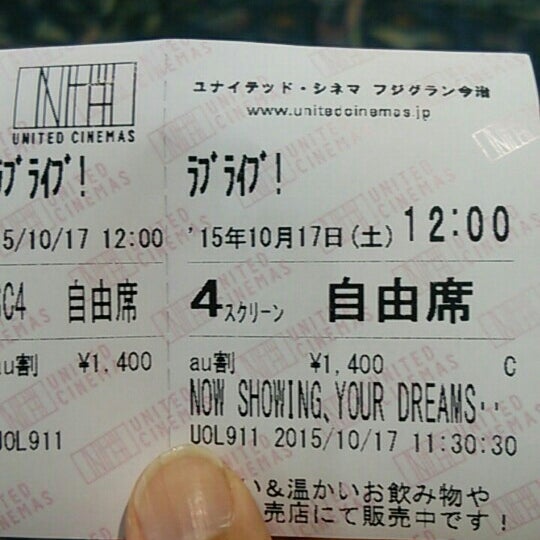 UNITED CINEMAS
ユナイテッド・シネマ フジグラン今治
www.unitedcinemas.jp
ラブライブ!
5/10/17 12:00
C4 自由席
au割 ¥1,400
UOL911
ラブライブ!
'15年10月17日(土) 12:00
4スクリーン 自由席
au割 ¥1,400 C
NOW SHOWING、YOUR DREAMS‥
UOL911 2015/10/17 11:30:30
い&温かいお飲み物や
売店にて販売中です!